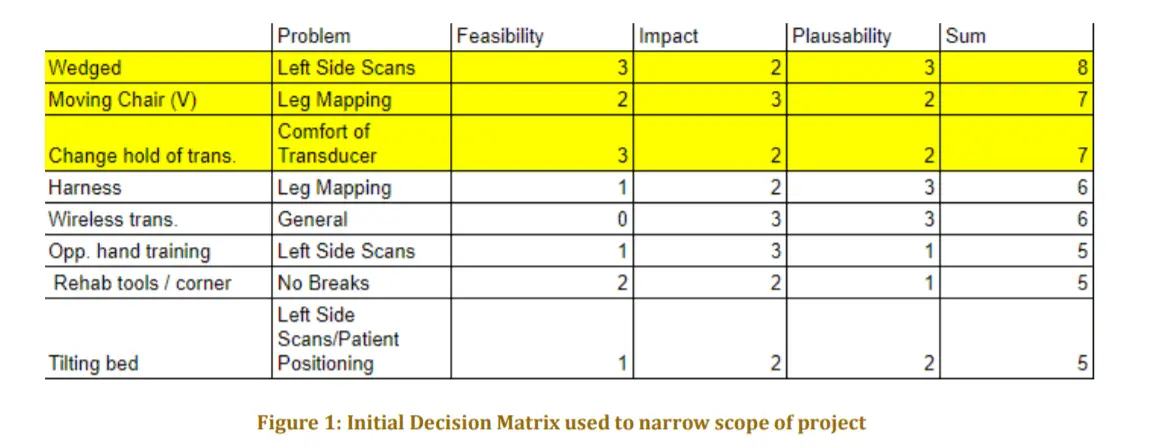 Problem Feasibility Impact Plausability Sum
Wedged Left Side Scans 3 2 3 8
Moving Chair (V) Leg Mapping 2 3 2 7
Comfort of
Change hold of trans. Transducer 3 2 2 7
Harness Leg Mapping 1 2 3 6
Wireless trans. General 0 3 3 6
Opp. hand training Left Side Scans 1 3 1 5
Rehab tools / corner No Breaks 2 2 1 5
Left Side
Scans/Patient
Tilting bed Positioning 1 2 2 5
Figure 1: Initial Decision Matrix used to narrow scope of project